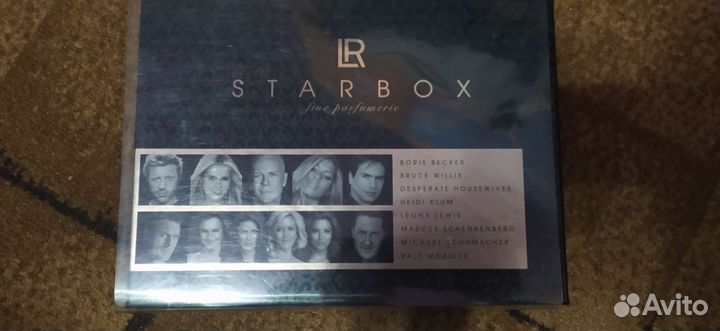 LR
STARBOX
fine parfumerie
BORIS BECKER
BRUCE WILLIS
DESPERATE HOUSEWIVES
HEIDI KLUM
LEONA LEWIS
MARCUS SCHENKENBERG
MICHAEL SCHUMACHER
RALF MOELLER
Avito